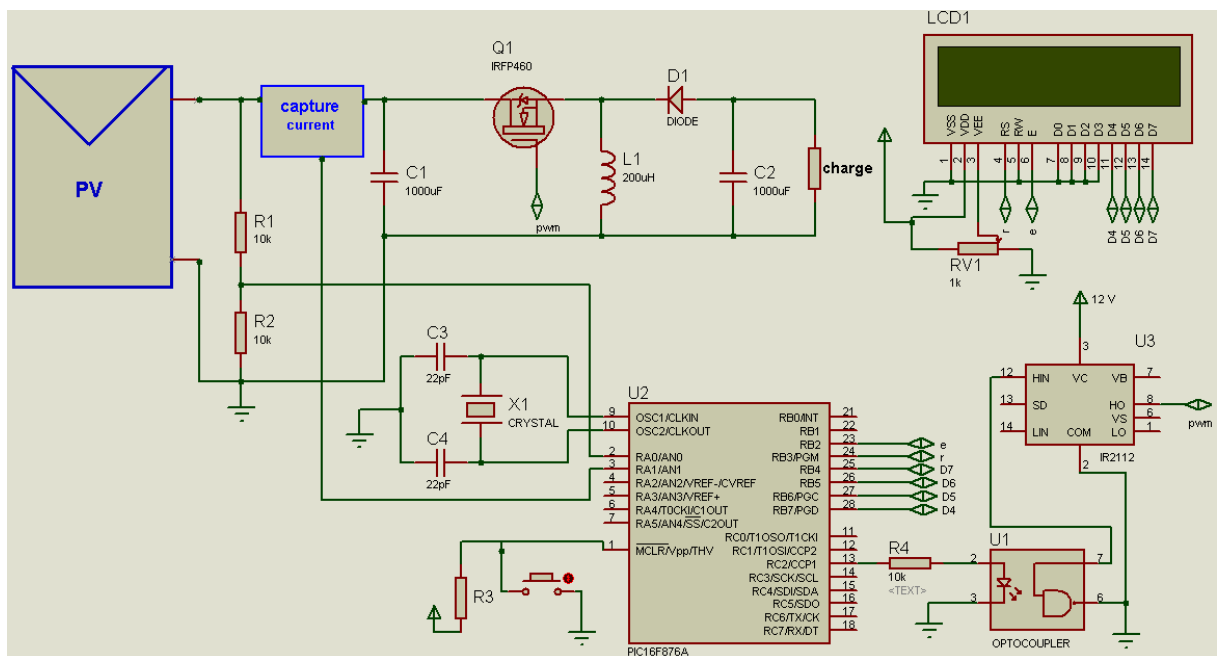 PV
capture
current
Q1
IRFP460
pwm
C1
1000uF
L1
200uH
D1
DIODE
C2
1000uF
charge
R1
10k
R2
10k
LCD1
VSS
VDD
VEE
RS
RW
E
D0
D1
D2
D3
D4
D5
D6
D7
1
2
3
4
5
6
7
8
9
10
11
12
13
14
r
e
D4
D5
D6
D7
RV1
1k
C3
22pF
C4
22pF
X1
CRYSTAL
R3
U2
9 OSC1/CLKIN
10 OSC2/CLKOUT
2 RA0/AN0
3 RA1/AN1
4 RA2/AN2/VREF-/CVREF
5 RA3/AN3/VREF+
6 RA4/T0CKI/C1OUT
7 RA5/AN4/SS/C2OUT
1 MCLR/Vpp/THV
RB0/INT 21
RB1 22
RB2 23 e
RB3/PGM 24 r
RB4 25 D7
RB5 26 D6
RB6/PGC 27 D5
RB7/PGD 28 D4
RC0/T1OSO/T1CKI 11
RC1/T1OSI/CCP2 12
RC2/CCP1 13
RC3/SCK/SCL 14
RC4/SDI/SDA 15
RC5/SDO 16
RC6/TX/CK 17
RC7/RX/DT 18
PIC16F876A
R4
10k
<TEXT>
U1
2
3
7
6
OPTOCOUPLER
12 V
U3
3
12 HIN
13 SD
14 LIN
VC
COM
VB 7
HO 8
VS 6
LO 1
2
IR2112
pwm